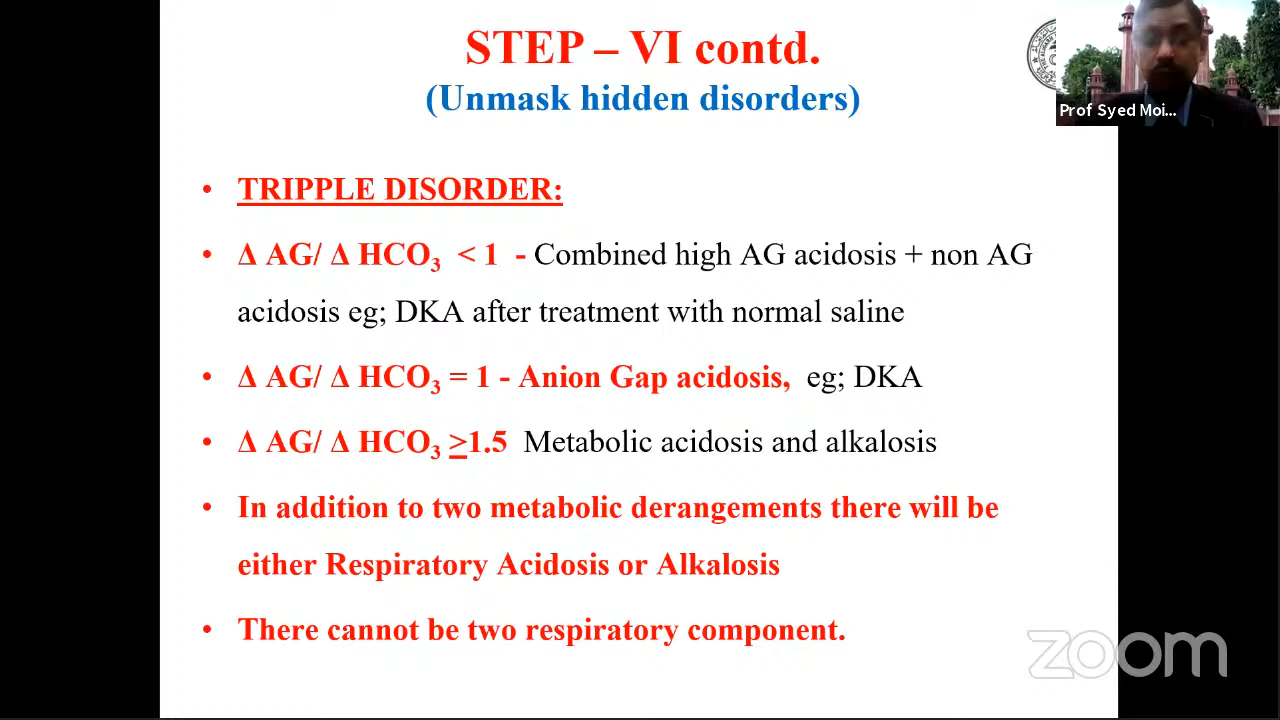 STEP – VI contd.
(Unmask hidden disorders)
Prof Syed Moi...
• TRIPPLE DISORDER:
• Δ AG/ Δ HCO₃ < 1 - Combined high AG acidosis + non AG
acidosis eg; DKA after treatment with normal saline
• Δ AG/ Δ HCO₃ = 1 - Anion Gap acidosis, eg; DKA
• Δ AG/ Δ HCO₃ ≥1.5 Metabolic acidosis and alkalosis
• In addition to two metabolic derangements there will be
either Respiratory Acidosis or Alkalosis
• There cannot be two respiratory component.
zoom